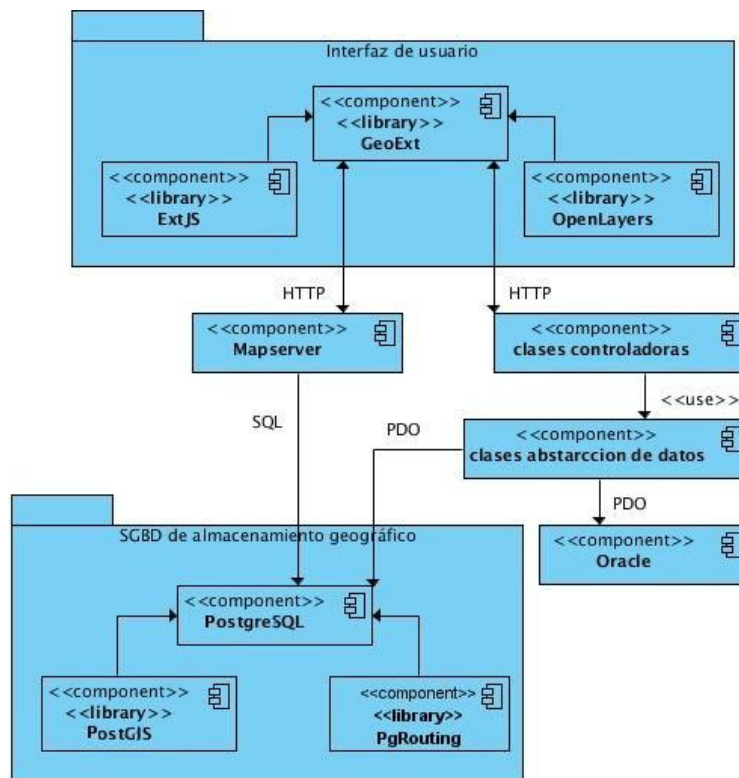 Interfaz de usuario
<<component>>
<<library>>
GeoExt
<<component>>
<<library>>
ExtJS
<<component>>
<<library>>
OpenLayers
HTTP
HTTP
<<component>>
Mapserver
<<component>>
clases controladoras
<<use>>
SQL
PDO
<<component>>
clases abstarccion de datos
PDO
<<component>>
Oracle
SGBD de almacenamiento geográfico
<<component>>
PostgreSQL
<<component>>
<<library>>
PostGIS
<<component>>
<<library>>
PgRouting